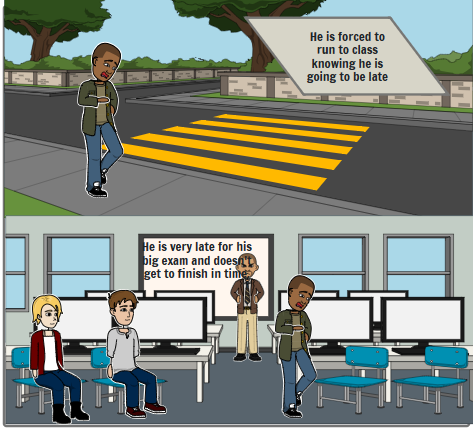 He is forced to
run to class
knowing he is
going to be late
He is very late for his
big exam and doesn't
get to finish in time